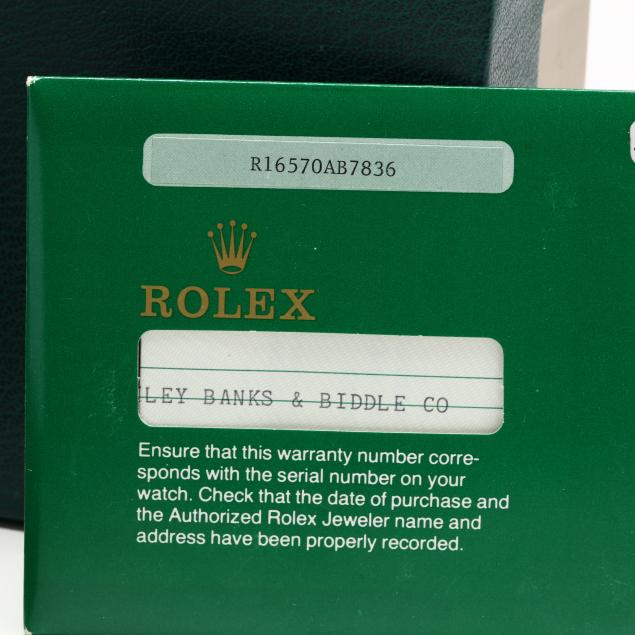 R16570AB7836
ROLEX
LEY BANKS & BIDDLE CO
Ensure that this warranty number corre-
sponds with the serial number on your
watch. Check that the date of purchase and
the Authorized Rolex Jeweler name and
address have been properly recorded.